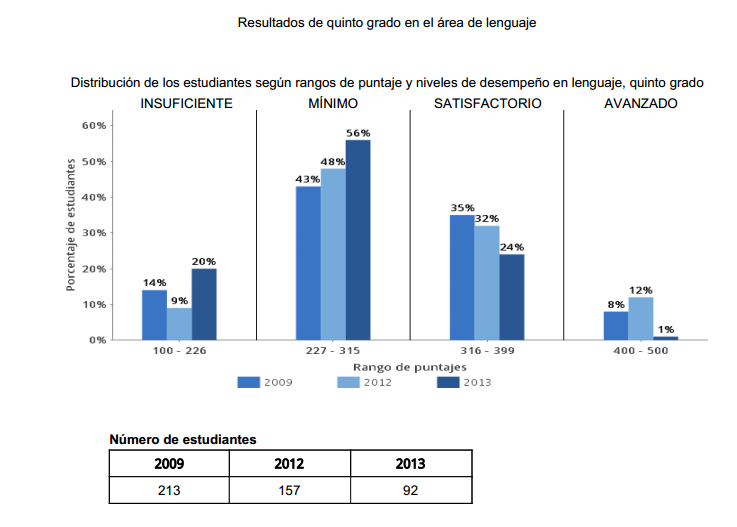 Resultados de quinto grado en el área de lenguaje
Distribución de los estudiantes según rangos de puntaje y niveles de desempeño en lenguaje, quinto grado
INSUFICIENTE MÍNIMO SATISFACTORIO AVANZADO
Porcentaje de estudiantes
60%
50%
40%
30%
20%
10%
0%
14% 9% 20%
43% 48% 56%
35% 32% 24%
8% 12% 1%
100 - 226 227 - 315 316 - 399 400 - 500
Rango de puntajes
2009 2012 2013
Número de estudiantes
2009 2012 2013
213 157 92